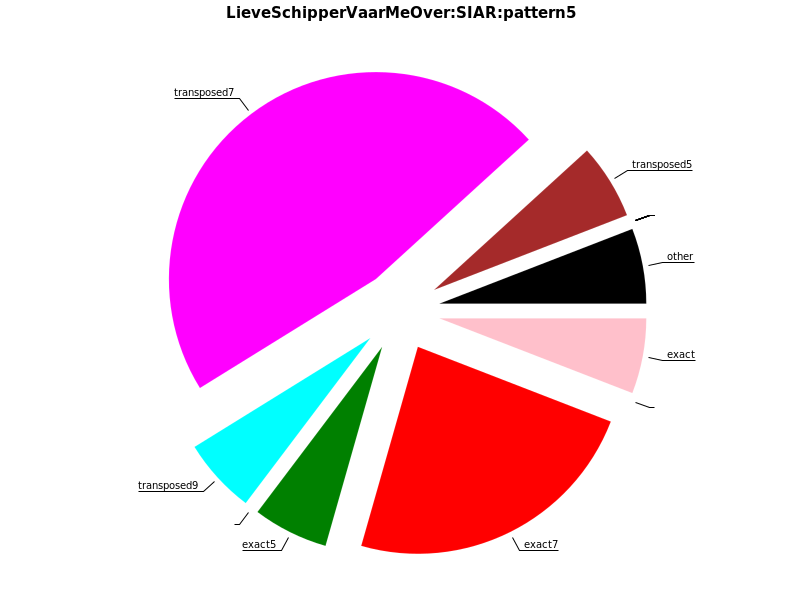 LieveSchipperVaarMeOver:SIAR:pattern5
transposed7
transposed5
other
exact
transposed9
exact5
exact7